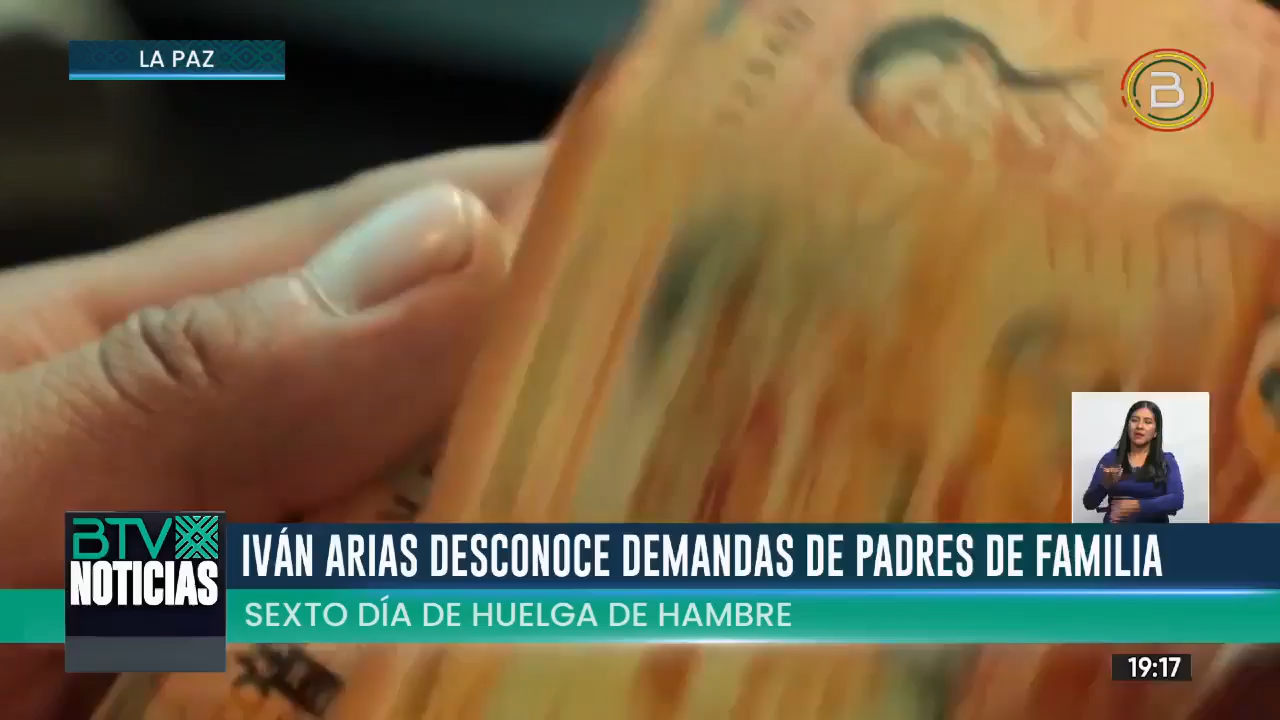 LA PAZ
B
BTV
NOTICIAS
IVÁN ARIAS DESCONOCE DEMANDAS DE PADRES DE FAMILIA
SEXTO DÍA DE HUELGA DE HAMBRE
19:17